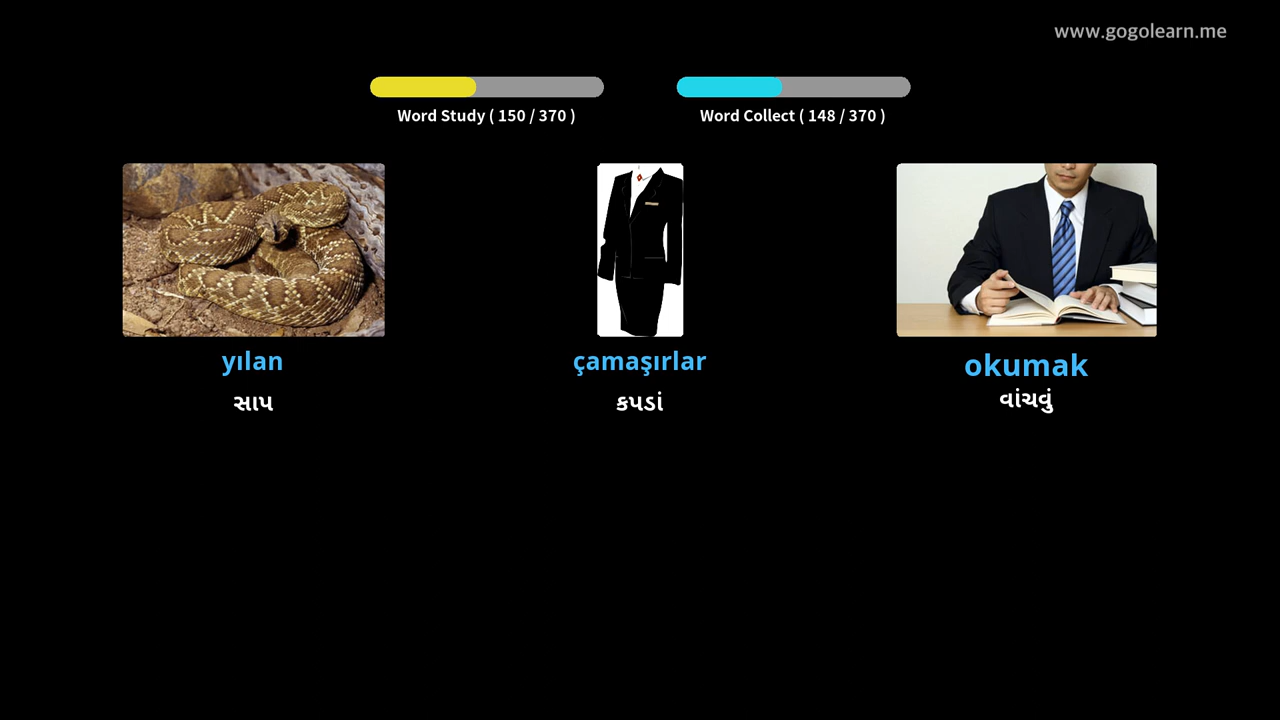 www.gogolearn.me
Word Study ( 150 / 370 )
Word Collect ( 148 / 370 )
yılan
çamaşırlar
okumak
સાપ
કપડાં
વાંચવું